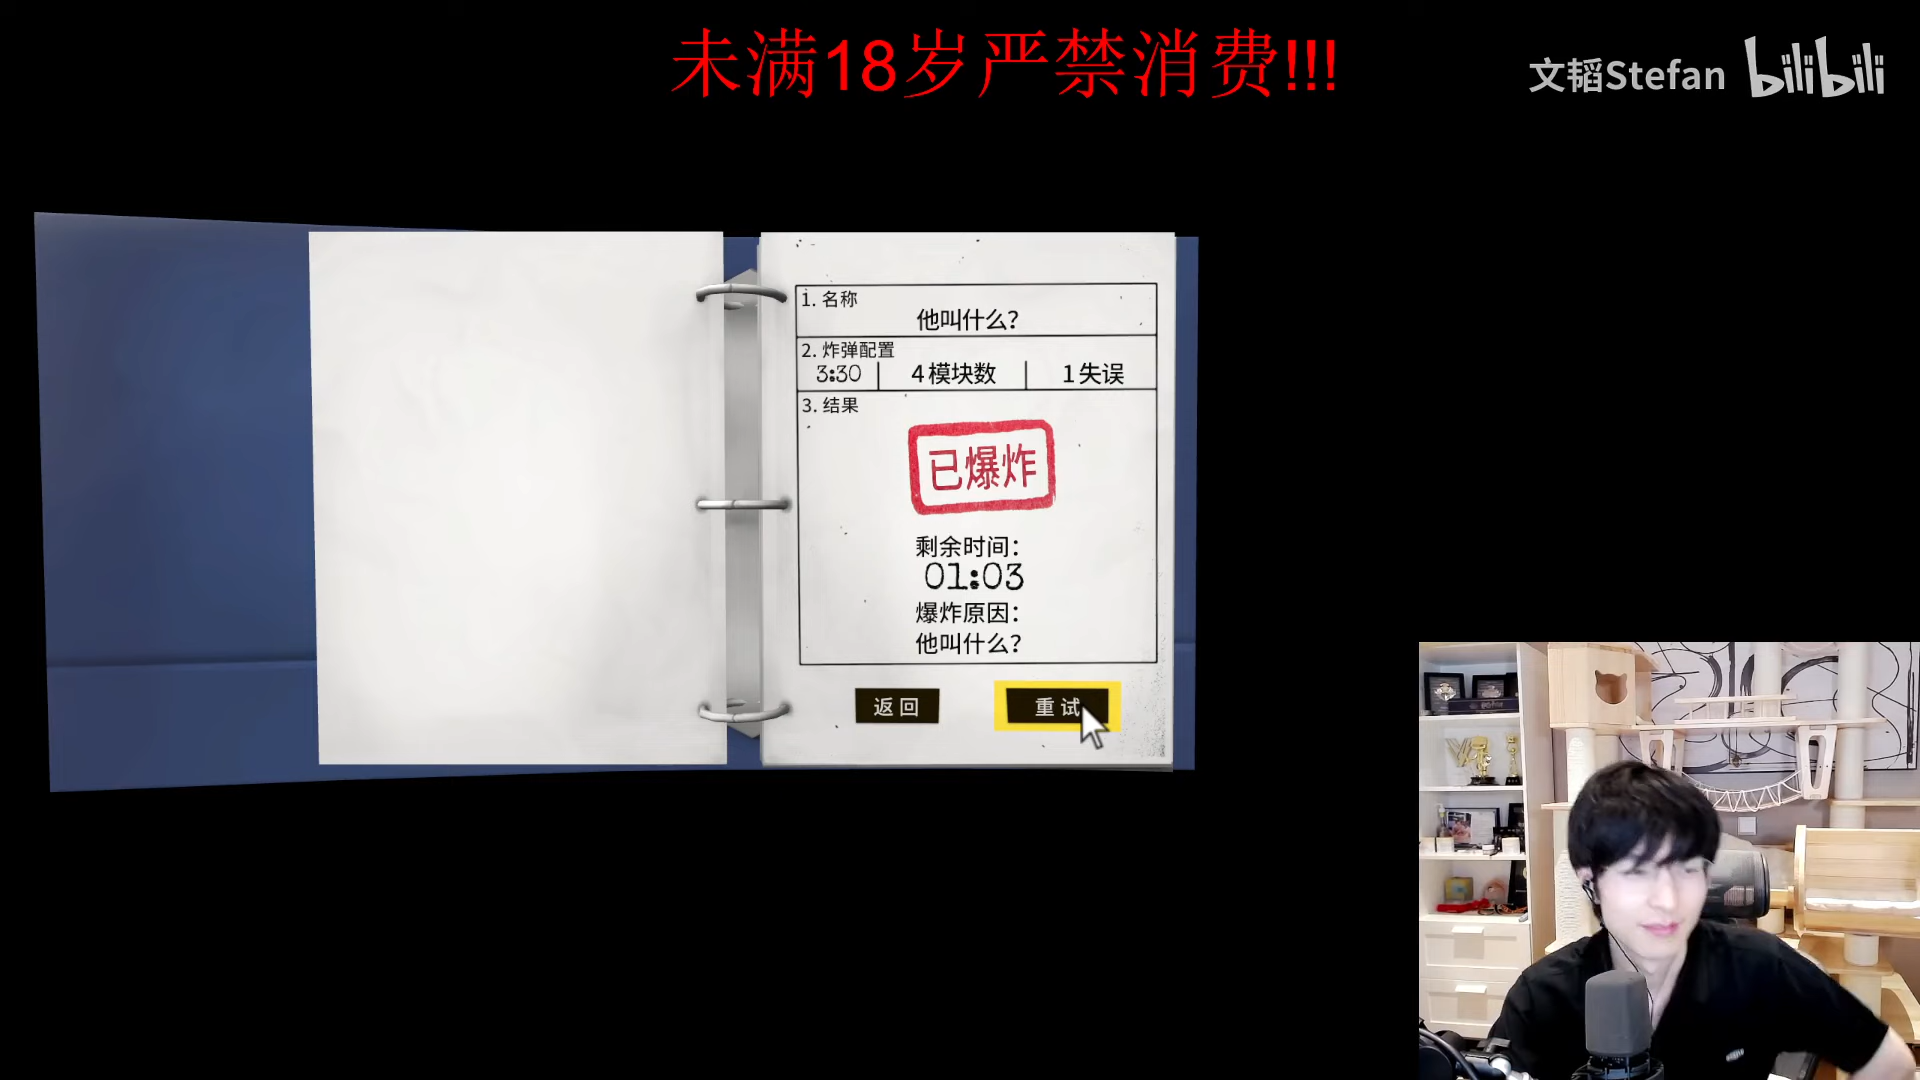 未满18岁严禁消费!!!
文韬Stefan bilibili
1. 名称
他叫什么?
2. 炸弹配置
3:30 | 4模块数 | 1失误
3. 结果
已爆炸
剩余时间:
01:03
爆炸原因:
他叫什么?
返回 重试